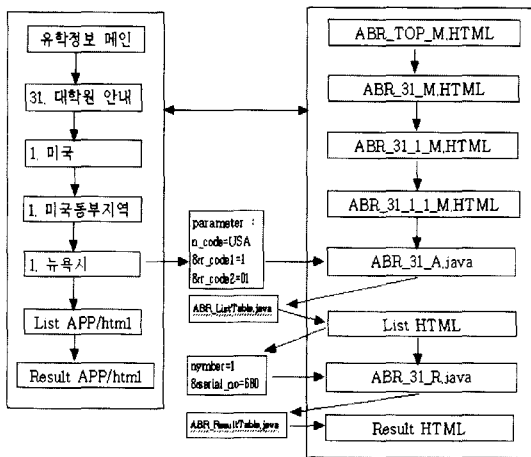 유학정보 메인
31. 대학원 안내
1. 미국
1. 미국동부지역
1. 뉴욕시
List APP/html
Result APP/html
parameter :
n_code=USA
&r_code1=1
&r_code2=01
ABR_ListTable.java
nymber=1
&serial_no=680
ABR_ResultTable.java
ABR_TOP_M.HTML
ABR_31_M.HTML
ABR_31_1_M.HTML
ABR_31_1_1_M.HTML
ABR_31_A.java
List HTML
ABR_31_R.java
Result HTML